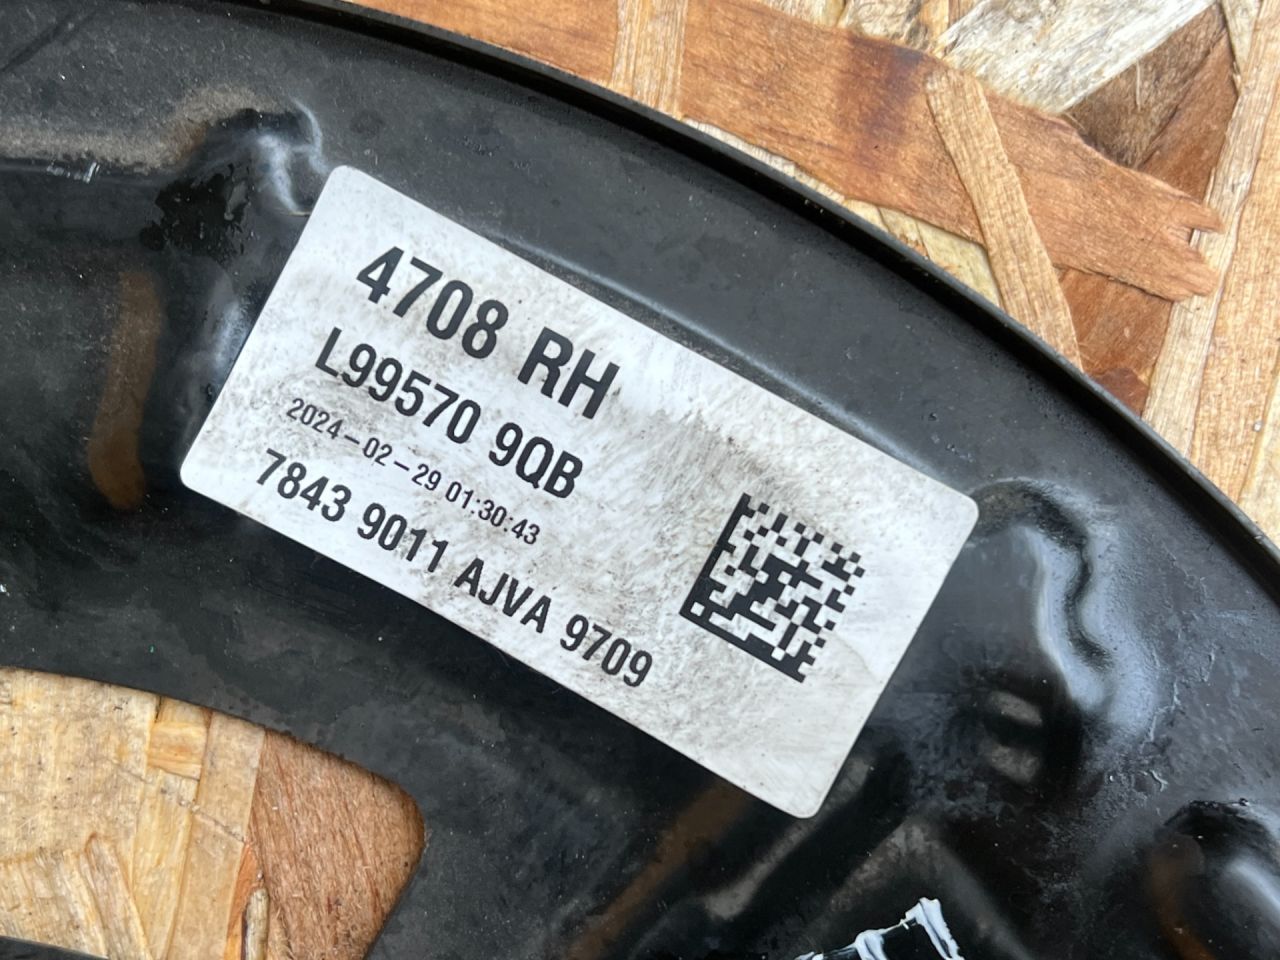 4708 RH
L99570 9QB
2024-02-29 01:30:43
7843 9011 AJVA 9709